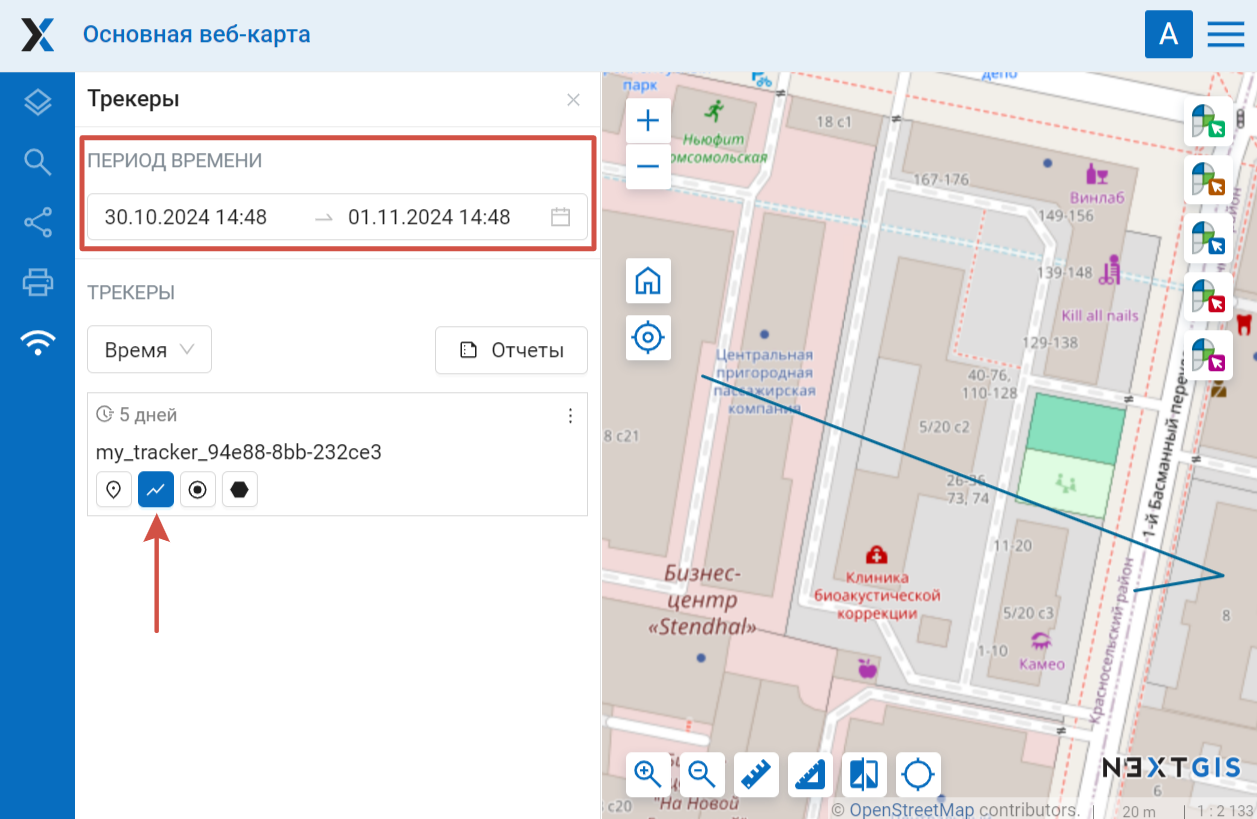 Основная веб-карта
A
Трекеры
ПЕРИОД ВРЕМЕНИ
30.10.2024 14:48
01.11.2024 14:48
ТРЕКЕРЫ
Время
Отчеты
5 дней
my_tracker_94e88-8bb-232ce3
парк
депо
Ньюфит
омсомольская
18 с1
167-176
Винлаб
149-156
139-148
Kill all nails
129-138
Центральная
пригородная
пассажирская
компания
40-76,
110-128
8 с21
5/20 с2
26-36
73, 74
1-й Басманный переу
11-20
Клиника
биоакустической
коррекции
Бизнес-
центр
«Stendhal»
5/20 с3
8
1-10
Камео
Красносельский район
NEXTGIS
6
с20
"На Новой
© OpenStreetMap contributors.
20 m
1 : 2 133